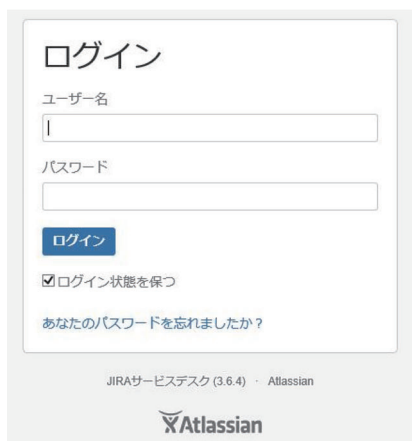 ログイン
ユーザー名
パスワード
ログイン
ログイン状態を保つ
あなたのパスワードを忘れましたか？
JIRAサービスデスク (3.6.4) · Atlassian
Atlassian